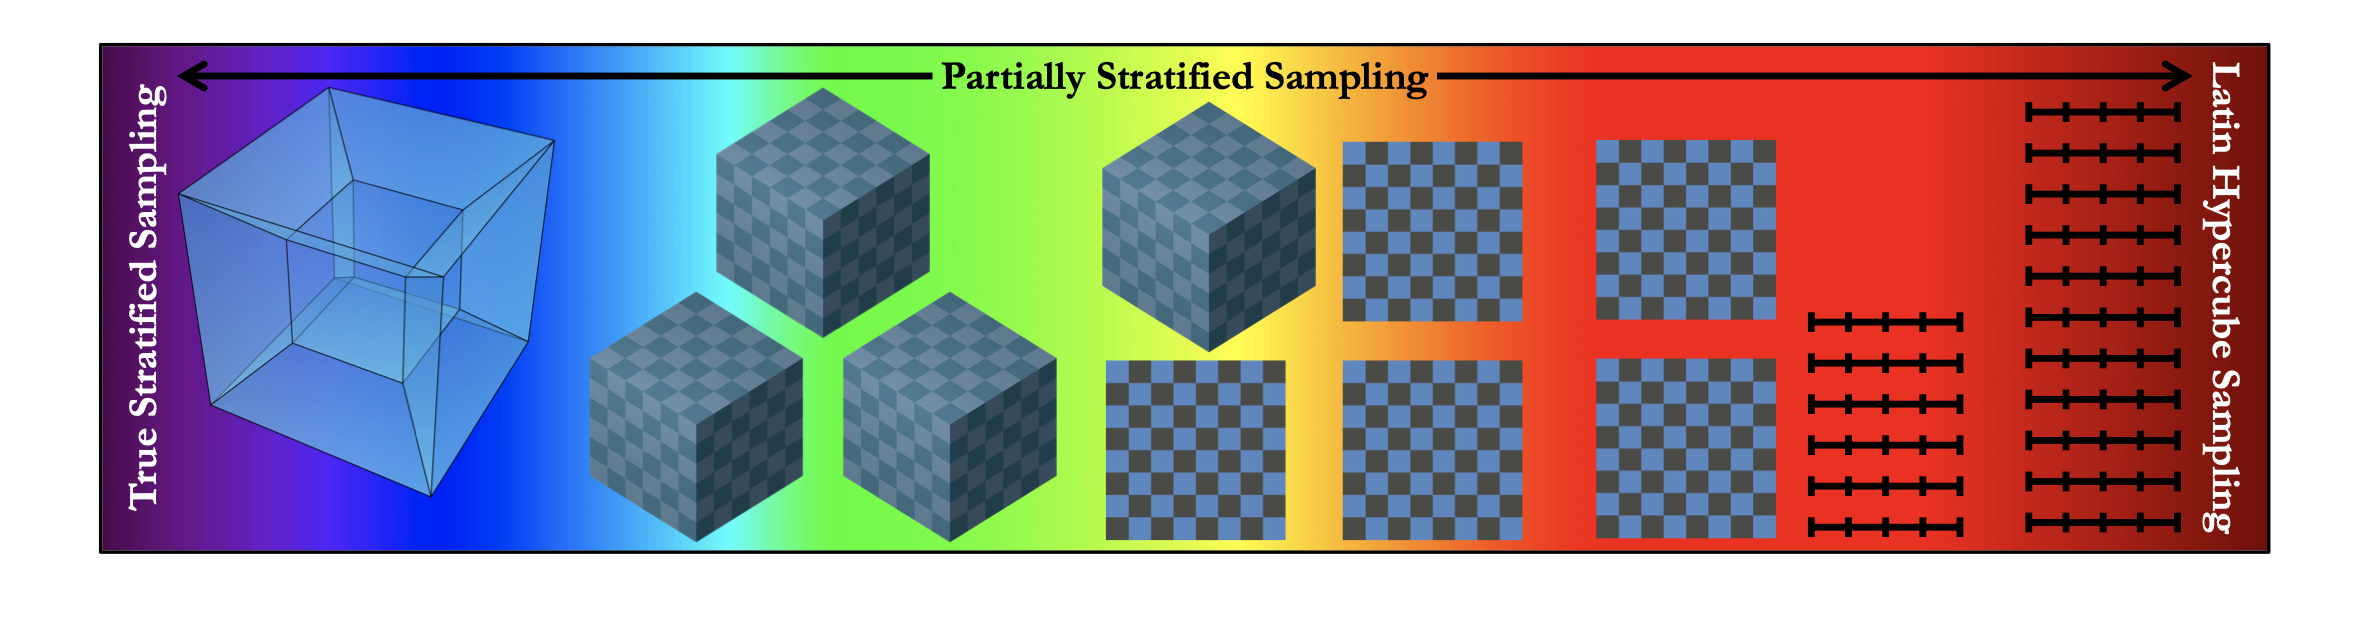 Partially Stratified Sampling
True Stratified Sampling
Latin Hypercube Sampling